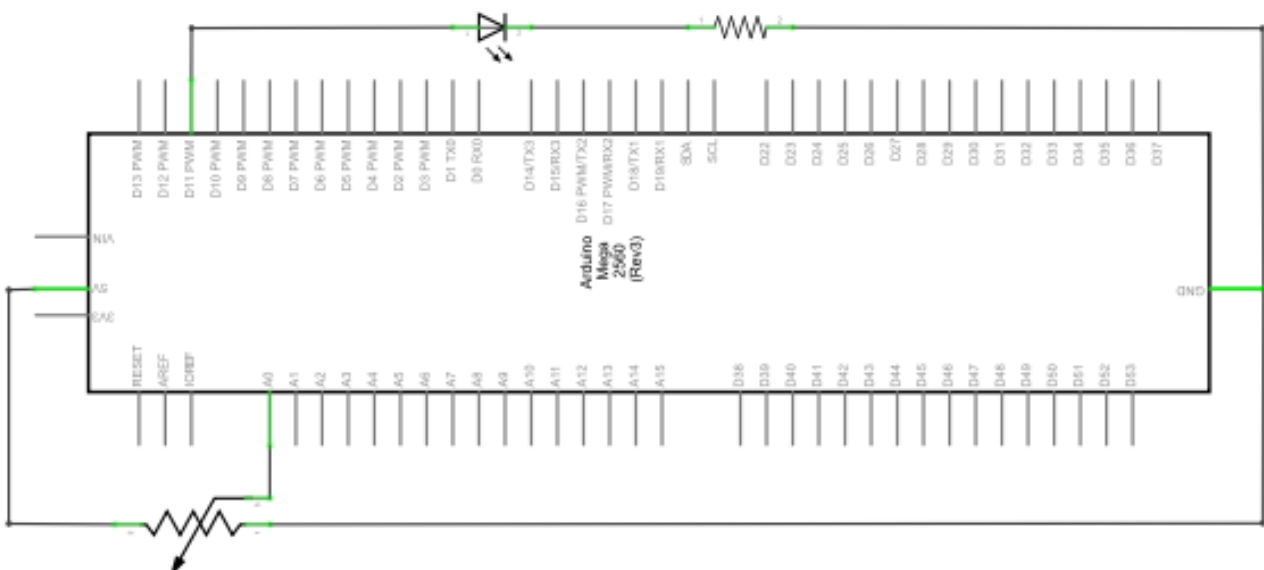 D13 PWM
D12 PWM
D11 PWM
D10 PWM
D9 PWM
D8 PWM
D7 PWM
D6 PWM
D5 PWM
D4 PWM
D2 PWM
D3 PWM
D1 TX0
D0 RX0
D14/TX3
D15/RX3
D16 PWM/TX2
D17 PWM/RX2
D18/TX1
D19/RX1
SDA
SCL
D22
D23
D24
D25
D26
D27
D28
D29
D30
D31
D32
D33
D34
D35
D36
D37
VIN
5V
3V3
Arduino
Mega
2560
(Rev3)
GND
RESET
AREF
IOREF
A0
A1
A2
A3
A4
A5
A6
A7
A8
A9
A10
A11
A12
A13
A14
A15
D38
D39
D40
D41
D42
D43
D44
D45
D46
D47
D48
D49
D50
D51
D52
D53